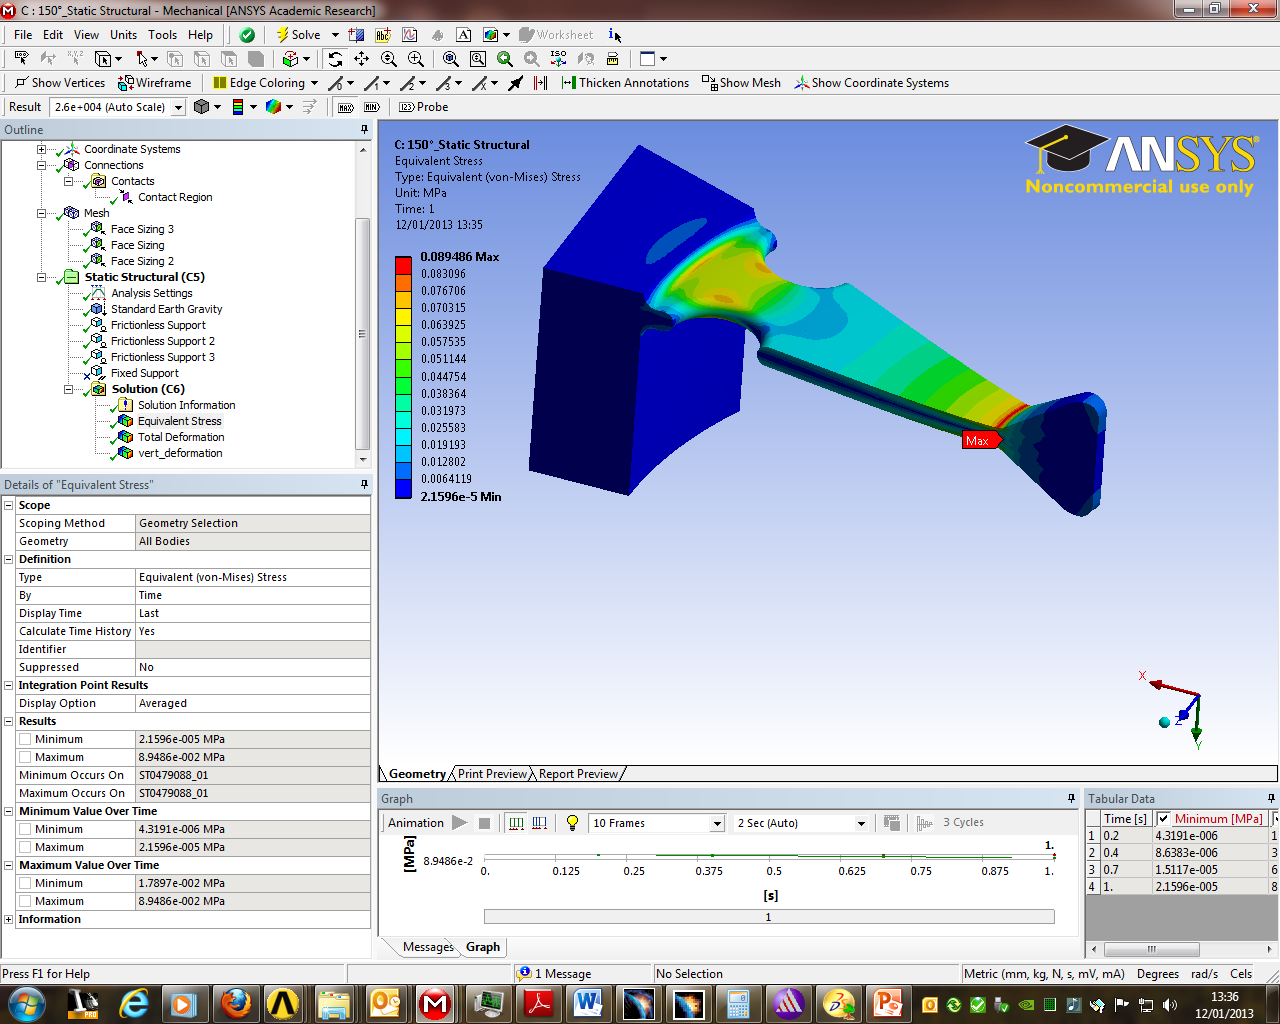 C : 150°_Static Structural - Mechanical [ANSYS Academic Research]
File Edit View Units Tools Help Solve Worksheet
Show Vertices Wireframe Edge Coloring Thicken Annotations Show Mesh Show Coordinate Systems
Result 2.6e+004 (Auto Scale) MAX MIN Probe
Outline
Coordinate Systems
Connections
Contacts
Contact Region
Mesh
Face Sizing 3
Face Sizing
Face Sizing 2
Static Structural (C5)
Analysis Settings
Standard Earth Gravity
Frictionless Support
Frictionless Support 2
Frictionless Support 3
Fixed Support
Solution (C6)
Solution Information
Equivalent Stress
Total Deformation
vert_deformation
Details of "Equivalent Stress"
Scope
Scoping Method Geometry Selection
Geometry All Bodies
Definition
Type Equivalent (von-Mises) Stress
By Time
Display Time Last
Calculate Time History Yes
Identifier
Suppressed No
Integration Point Results
Display Option Averaged
Results
Minimum 2.1596e-005 MPa
Maximum 8.9486e-002 MPa
Minimum Occurs On ST0479088_01
Maximum Occurs On ST0479088_01
Minimum Value Over Time
Minimum 4.3191e-006 MPa
Maximum 2.1596e-005 MPa
Maximum Value Over Time
Minimum 1.7897e-002 MPa
Maximum 8.9486e-002 MPa
Information
C: 150°_Static Structural
Equivalent Stress
Type: Equivalent (von-Mises) Stress
Unit: MPa
Time: 1
12/01/2013 13:35
0.089486 Max
0.083096
0.076706
0.070315
0.063925
0.057535
0.051144
0.044754
0.038364
0.031973
0.025583
0.019193
0.012802
0.0064119
2.1596e-5 Min
ANSYS
Noncommercial use only
Max
X
Z
Y
Geometry Print Preview Report Preview
Graph
Animation 10 Frames 2 Sec (Auto) 3 Cycles
[MPa]
1.
8.9486e-2
0. 0.125 0.25 0.375 0.5 0.625 0.75 0.875 1.
[s]
1
Messages Graph
Tabular Data
Time [s] Minimum [MPa]
1 0.2 4.3191e-006 1
2 0.4 8.6383e-006 3
3 0.7 1.5117e-005 6
4 1. 2.1596e-005 8
Press F1 for Help 1 Message No Selection Metric (mm, kg, N, s, mV, mA) Degrees rad/s Cels
13:36
12/01/2013